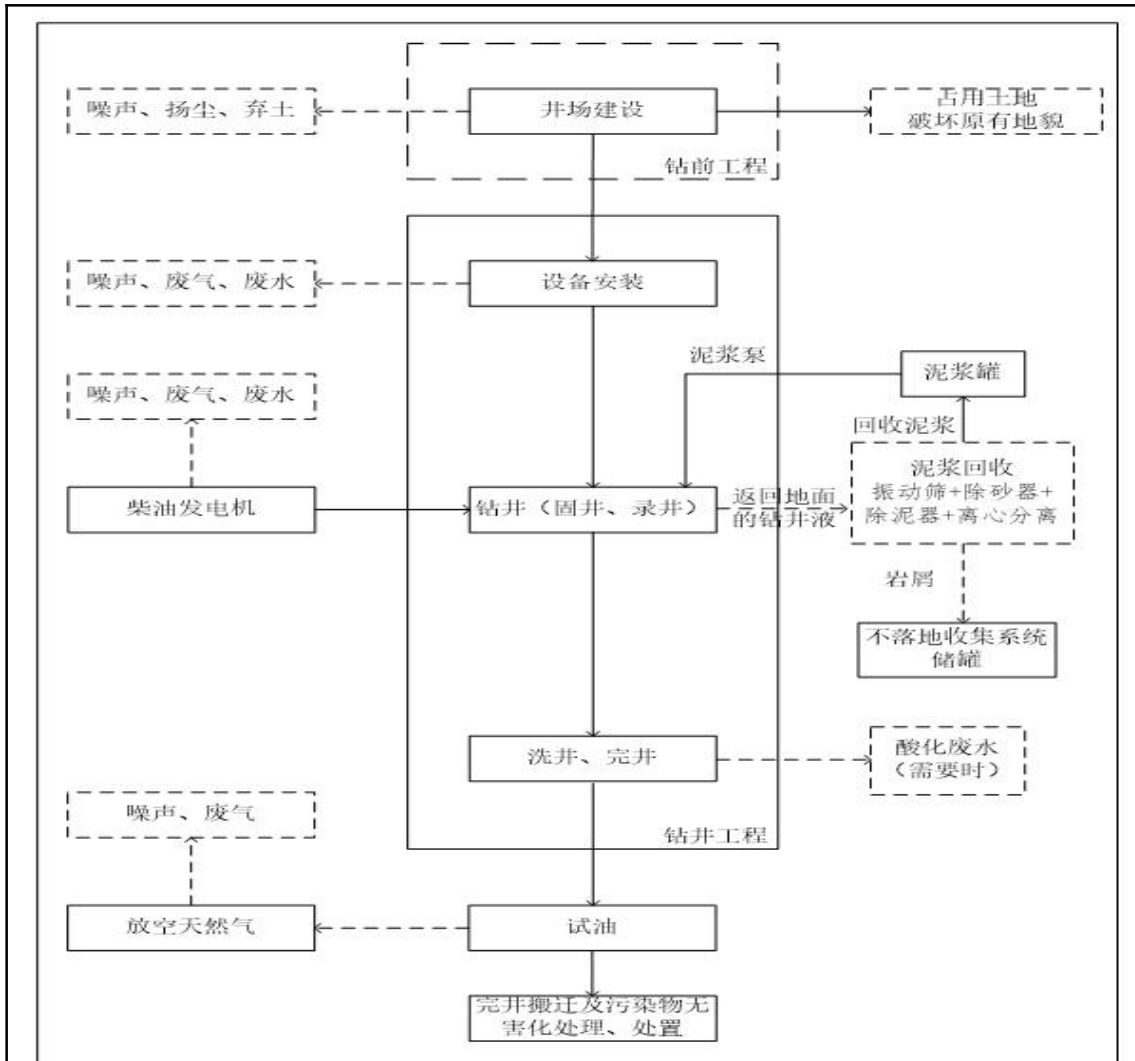 噪声、扬尘、弃土
井场建设
占用土地
破坏原有地貌
钻前工程
噪声、废气、废水
设备安装
泥浆泵
泥浆罐
噪声、废气、废水
回收泥浆
泥浆回收
振动筛+除砂器+
除泥器+离心分离
柴油发电机
钻井（固井、录井）
返回地面
的钻井液
岩屑
不落地收集系统
储罐
洗井、完井
酸化废水
（需要时）
噪声、废气
钻井工程
放空天然气
试油
完井搬迁及污染物无
害化处理、处置